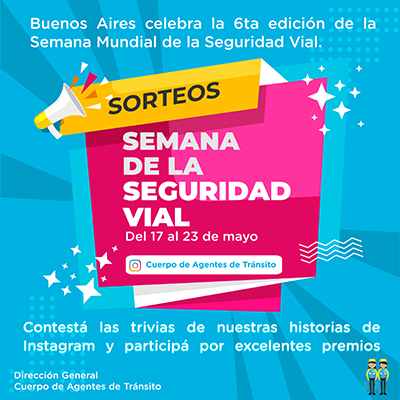 Buenos Aires celebra la 6ta edición de la
Semana Mundial de la Seguridad Vial.
SORTEOS
SEMANA
DE LA
SEGURIDAD
VIAL
Del 17 al 23 de mayo
Cuerpo de Agentes de Tránsito
Contestá las trivias de nuestras historias de
Instagram y participá por excelentes premios
Dirección General
Cuerpo de Agentes de Tránsito